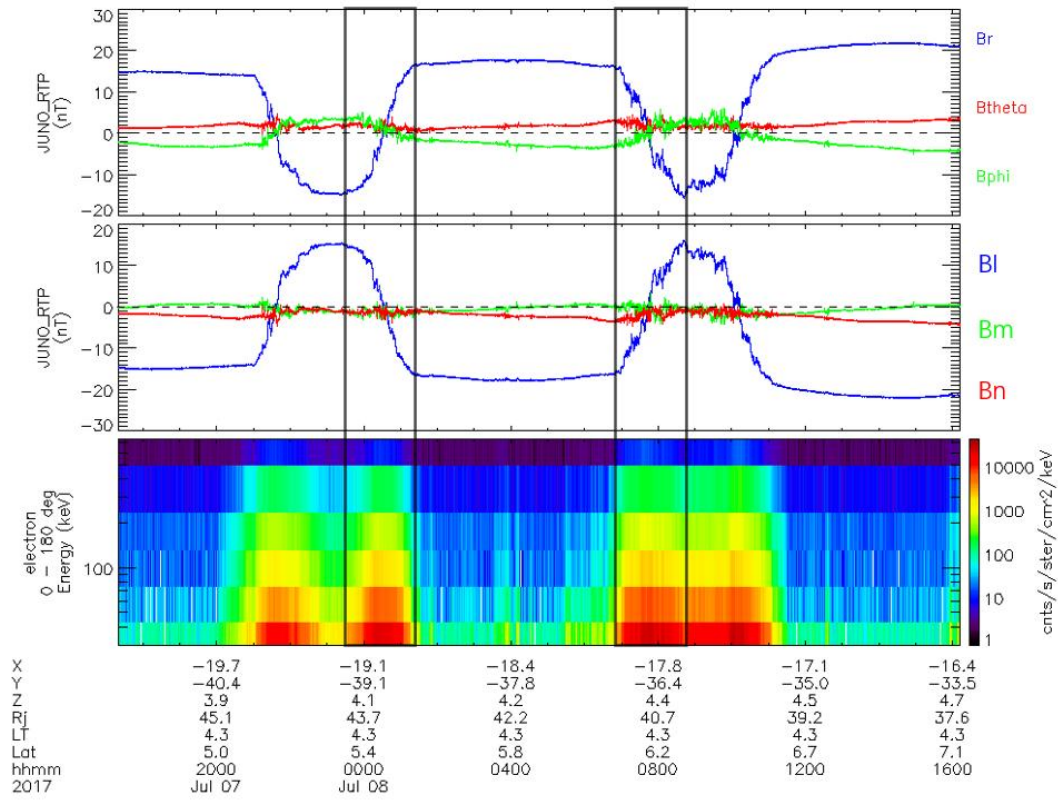 30
20
10
0
−10
−20
JUNO_RTP
(nT)
Br
Btheta
Bphi
20
10
0
−10
−20
−30
JUNO_RTP
(nT)
Bl
Bm
Bn
electron
0 − 180 deg
Energy (keV)
100
10000
1000
100
10
1
cnts/s/ster/cm^2/keV
X −19.7 −19.1 −18.4 −17.8 −17.1 −16.4
Y −40.4 −39.1 −37.8 −36.4 −35.0 −33.5
Z 3.9 4.1 4.2 4.4 4.5 4.7
Rj 45.1 43.7 42.2 40.7 39.2 37.6
LT 4.3 4.3 4.3 4.3 4.3 4.3
Lat 5.0 5.4 5.8 6.2 6.7 7.1
hhmm 2000 0000 0400 0800 1200 1600
2017 Jul 07 Jul 08